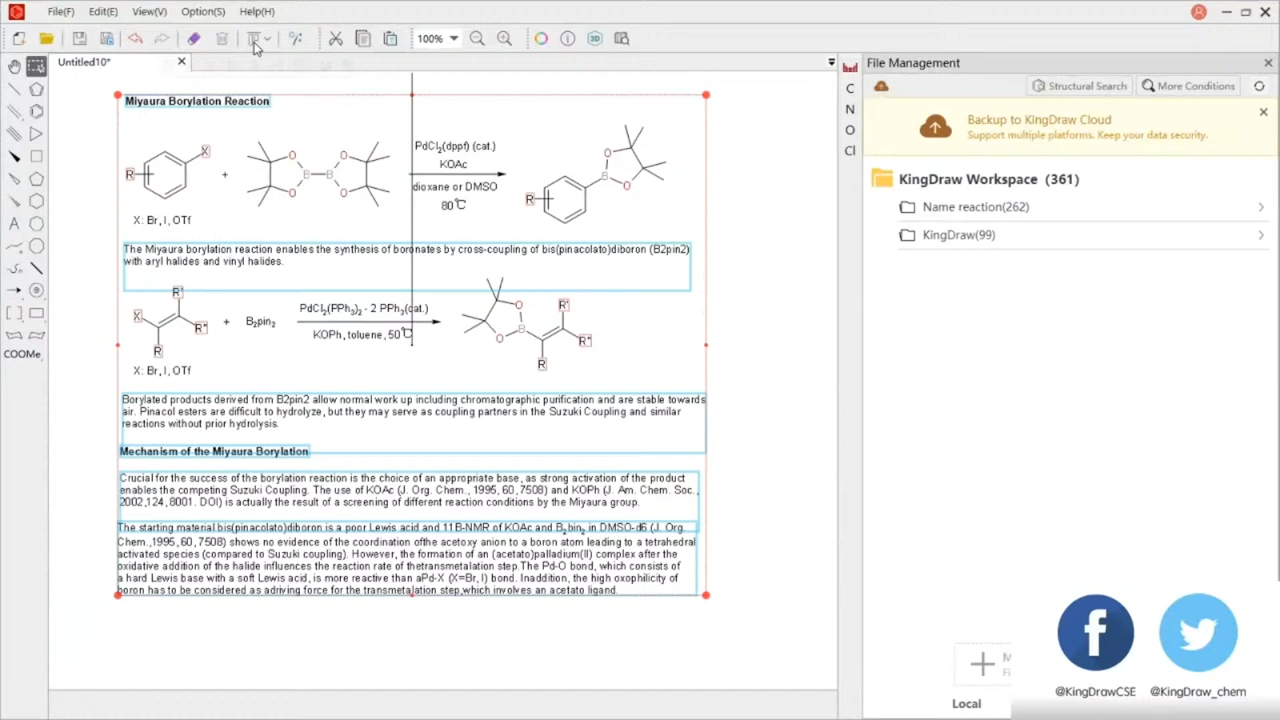 File(F) Edit(E) View(V) Option(S) Help(H)
100%
3D
Untitled10*
COOMe
C
N
O
Cl
Miyaura Borylation Reaction
X
R
+
O
O
B
B
O
O
PdCl2(dppf) (cat.)
KOAc
dioxane or DMSO
80℃
O
B
O
R
X: Br, I, OTf
The Miyaura borylation reaction enables the synthesis of boronates by cross-coupling of bis(pinacolato)diboron (B2pin2)
with aryl halides and vinyl halides.
R'
X
R"
R
+
B2pin2
PdCl2(PPh3)2 - 2 PPh3(cat.)
KOPh, toluene, 50℃
O
B
O
R'
R"
R
X: Br, I, OTf
Borylated products derived from B2pin2 allow normal work up including chromatographic purification and are stable towards
air. Pinacol esters are difficult to hydrolyze, but they may serve as coupling partners in the Suzuki Coupling and similar
reactions without prior hydrolysis.
Mechanism of the Miyaura Borylation
Crucial for the success of the borylation reaction is the choice of an appropriate base, as strong activation of the product
enables the competing Suzuki Coupling. The use of KOAc (J. Org. Chem., 1995, 60, 7508) and KOPh (J. Am. Chem. Soc.,
2002,124, 8001. DOI) is actually the result of a screening of different reaction conditions by the Miyaura group.
The starting material bis(pinacolato)diboron is a poor Lewis acid and 11B-NMR of KOAc and B2bin2 in DMSO-d6 (J. Org.
Chem.,1995, 60, 7508) shows no evidence of the coordination ofthe acetoxy anion to a boron atom leading to a tetrahedral
activated species (compared to Suzuki coupling). However, the formation of an (acetato)palladium(II) complex after the
oxidative addition of the halide influences the reaction rate of thetransmetalation step.The Pd-O bond, which consists of
a hard Lewis base with a soft Lewis acid, is more reactive than aPd-X (X=Br, I) bond. Inaddition, the high oxophilicity of
boron has to be considered as adriving force for the transmetalation step,which involves an acetato ligand.
File Management
Structural Search
More Conditions
Backup to KingDraw Cloud
Support multiple platforms. Keep your data security.
KingDraw Workspace (361)
Name reaction(262)
KingDraw(99)
Local
@KingDrawCSE @KingDraw_chem